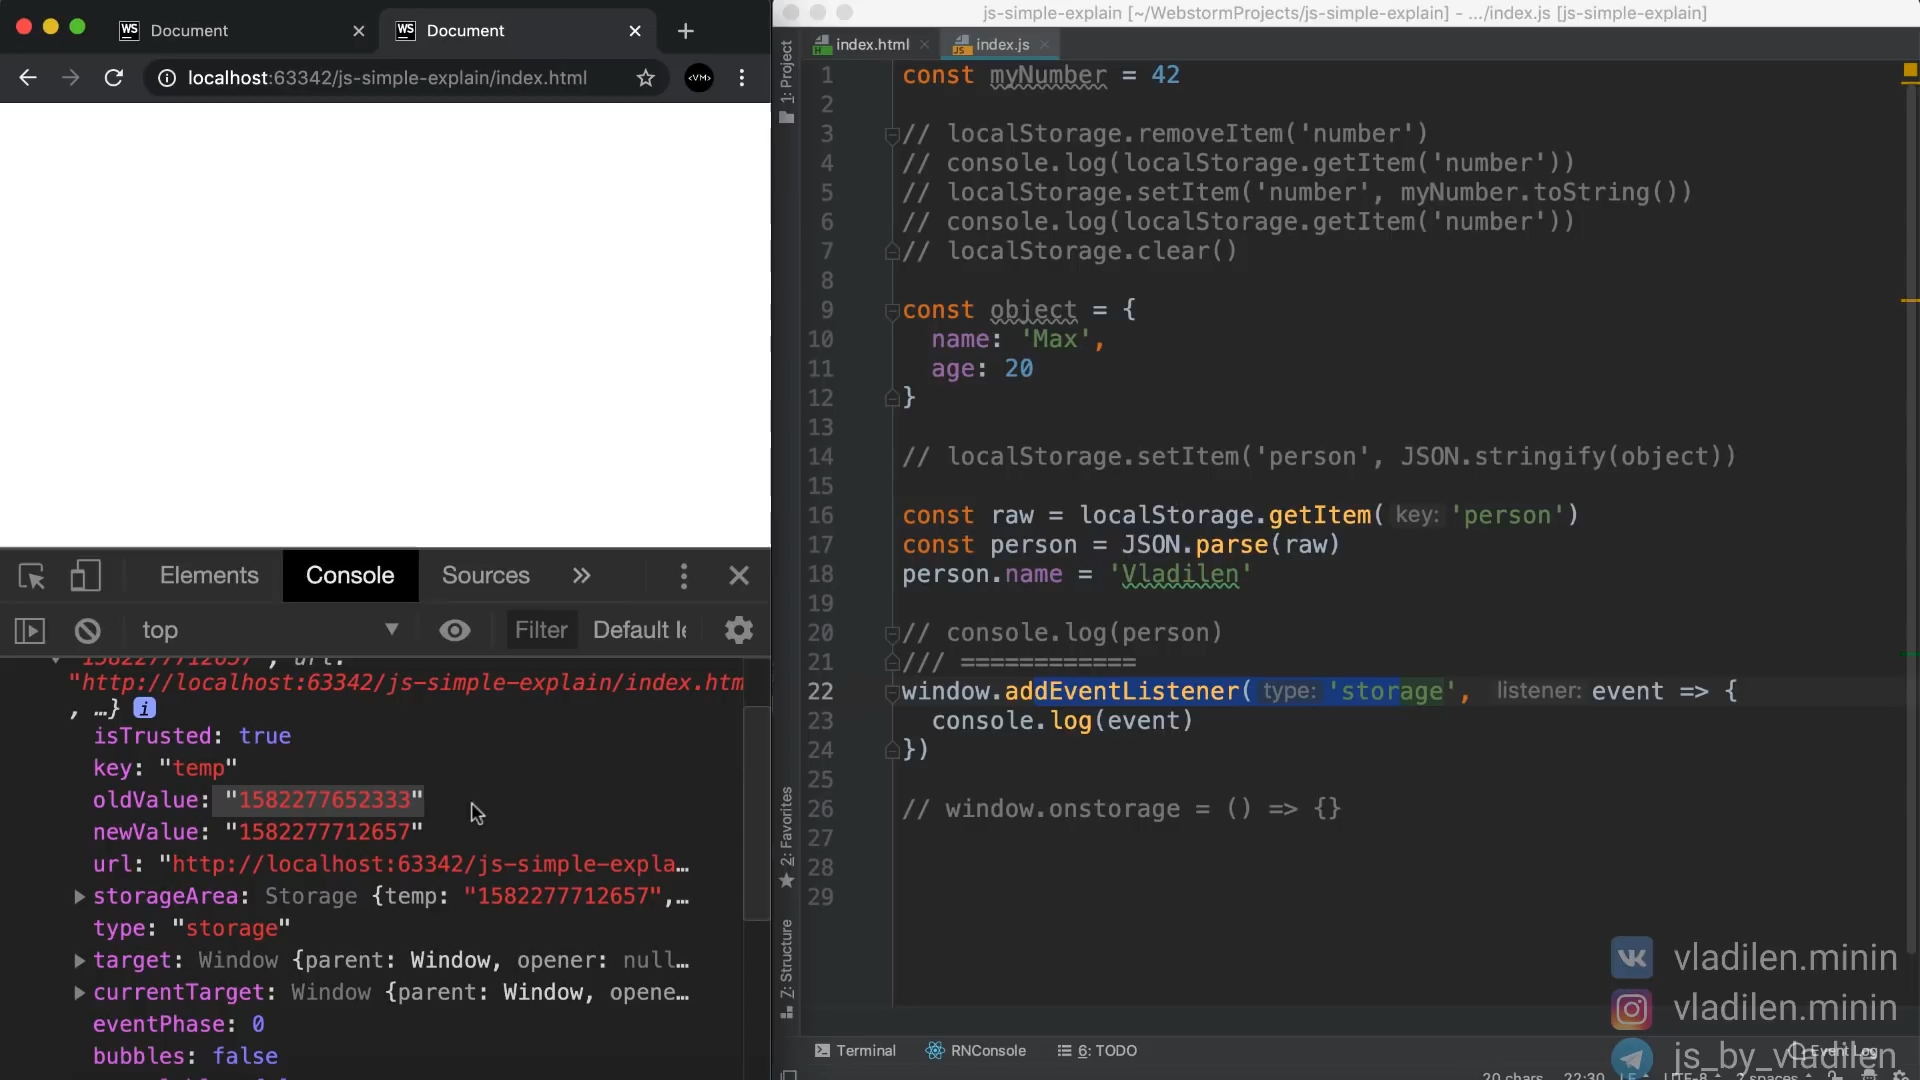 Document
Document
localhost:63342/js-simple-explain/index.html
<VM>
Elements
Console
Sources
top
Filter
"http://localhost:63342/js-simple-explain/index.htm
, …} i
isTrusted: true
key: "temp"
oldValue: "1582277652333"
newValue: "1582277712657"
url: "http://localhost:63342/js-simple-expla…
storageArea: Storage {temp: "1582277712657",…
type: "storage"
target: Window {parent: Window, opener: null…
currentTarget: Window {parent: Window, opene…
eventPhase: 0
bubbles: false
js-simple-explain [~/WebstormProjects/js-simple-explain] - .../index.js [js-simple-explain]
index.html
index.js
1: Project
2: Favorites
7: Structure
1 const myNumber = 42
2
3 // localStorage.removeItem('number')
4 // console.log(localStorage.getItem('number'))
5 // localStorage.setItem('number', myNumber.toString())
6 // console.log(localStorage.getItem('number'))
7 // localStorage.clear()
8
9 const object = {
10 name: 'Max',
11 age: 20
12 }
13
14 // localStorage.setItem('person', JSON.stringify(object))
15
16 const raw = localStorage.getItem( key: 'person')
17 const person = JSON.parse(raw)
18 person.name = 'Vladilen'
19
20 // console.log(person)
21 /// ============
22 window.addEventListener( type: 'storage', listener: event => {
23 console.log(event)
24 })
25
26 // window.onstorage = () => {}
27
28
29
vladilen.minin
vladilen.minin
js_by_vladilen
Terminal
RNConsole
6: TODO
Event Log